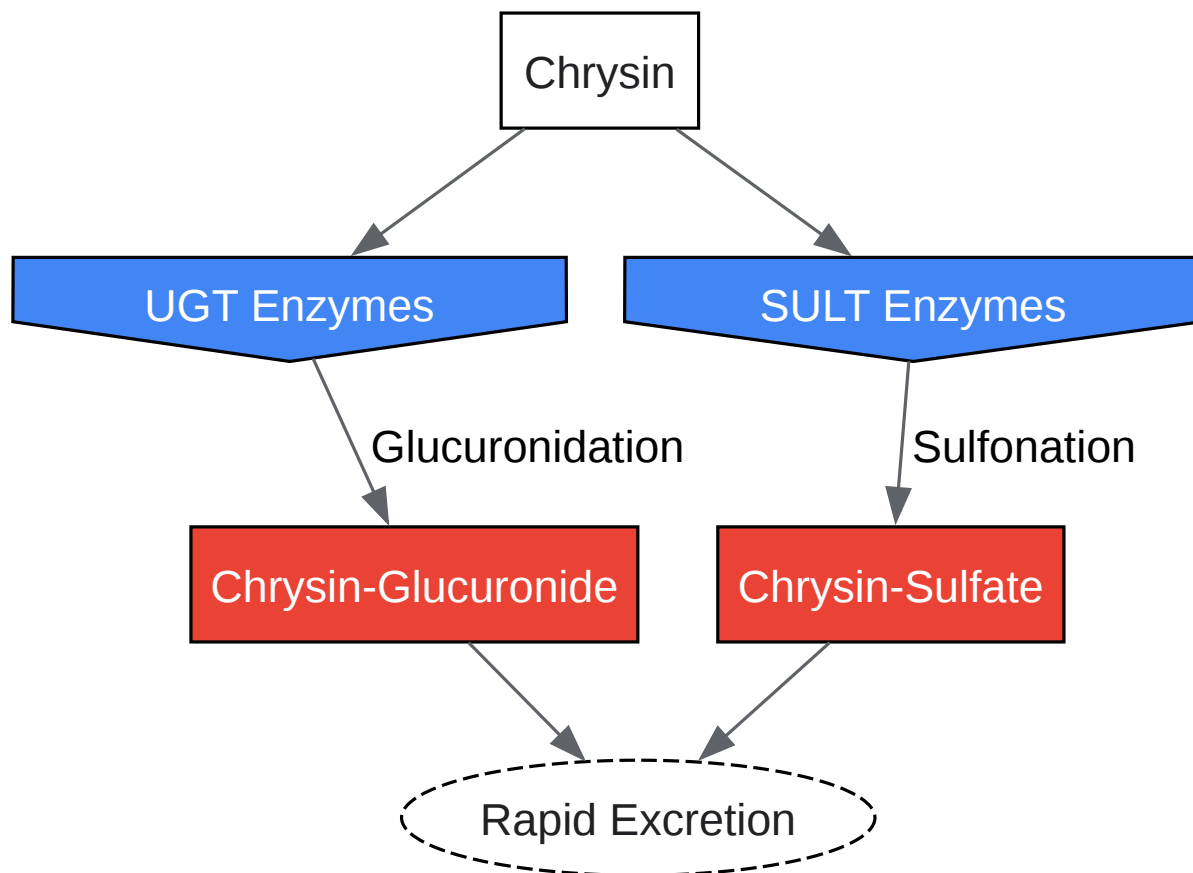 Chrysin
UGT Enzymes
SULT Enzymes
Glucuronidation
Sulfonation
Chrysin-Glucuronide
Chrysin-Sulfate
Rapid Excretion